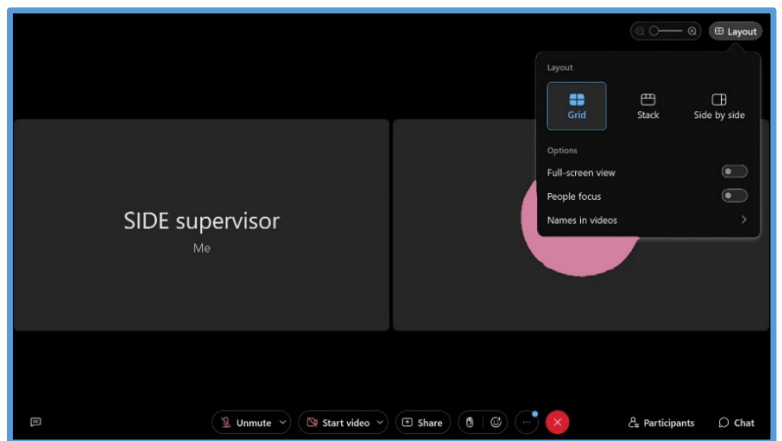 Layout
Layout
Grid Stack Side by side
Options
Full-screen view
People focus
Names in videos
SIDE supervisor
Me
Unmute Start video Share Participants Chat